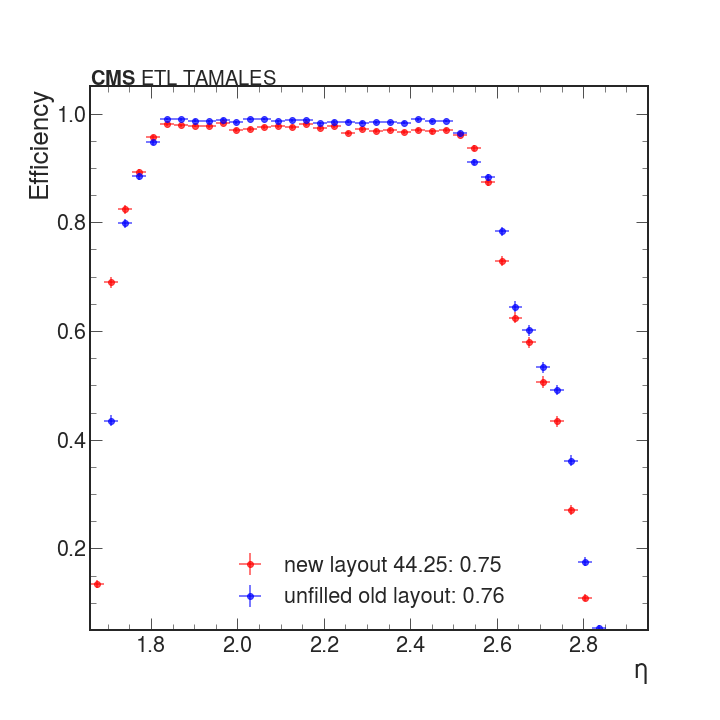 CMS ETL TAMALES
Efficiency
1.0
0.8
0.6
0.4
0.2
new layout 44.25: 0.75
unfilled old layout: 0.76
1.8 2.0 2.2 2.4 2.6 2.8
η